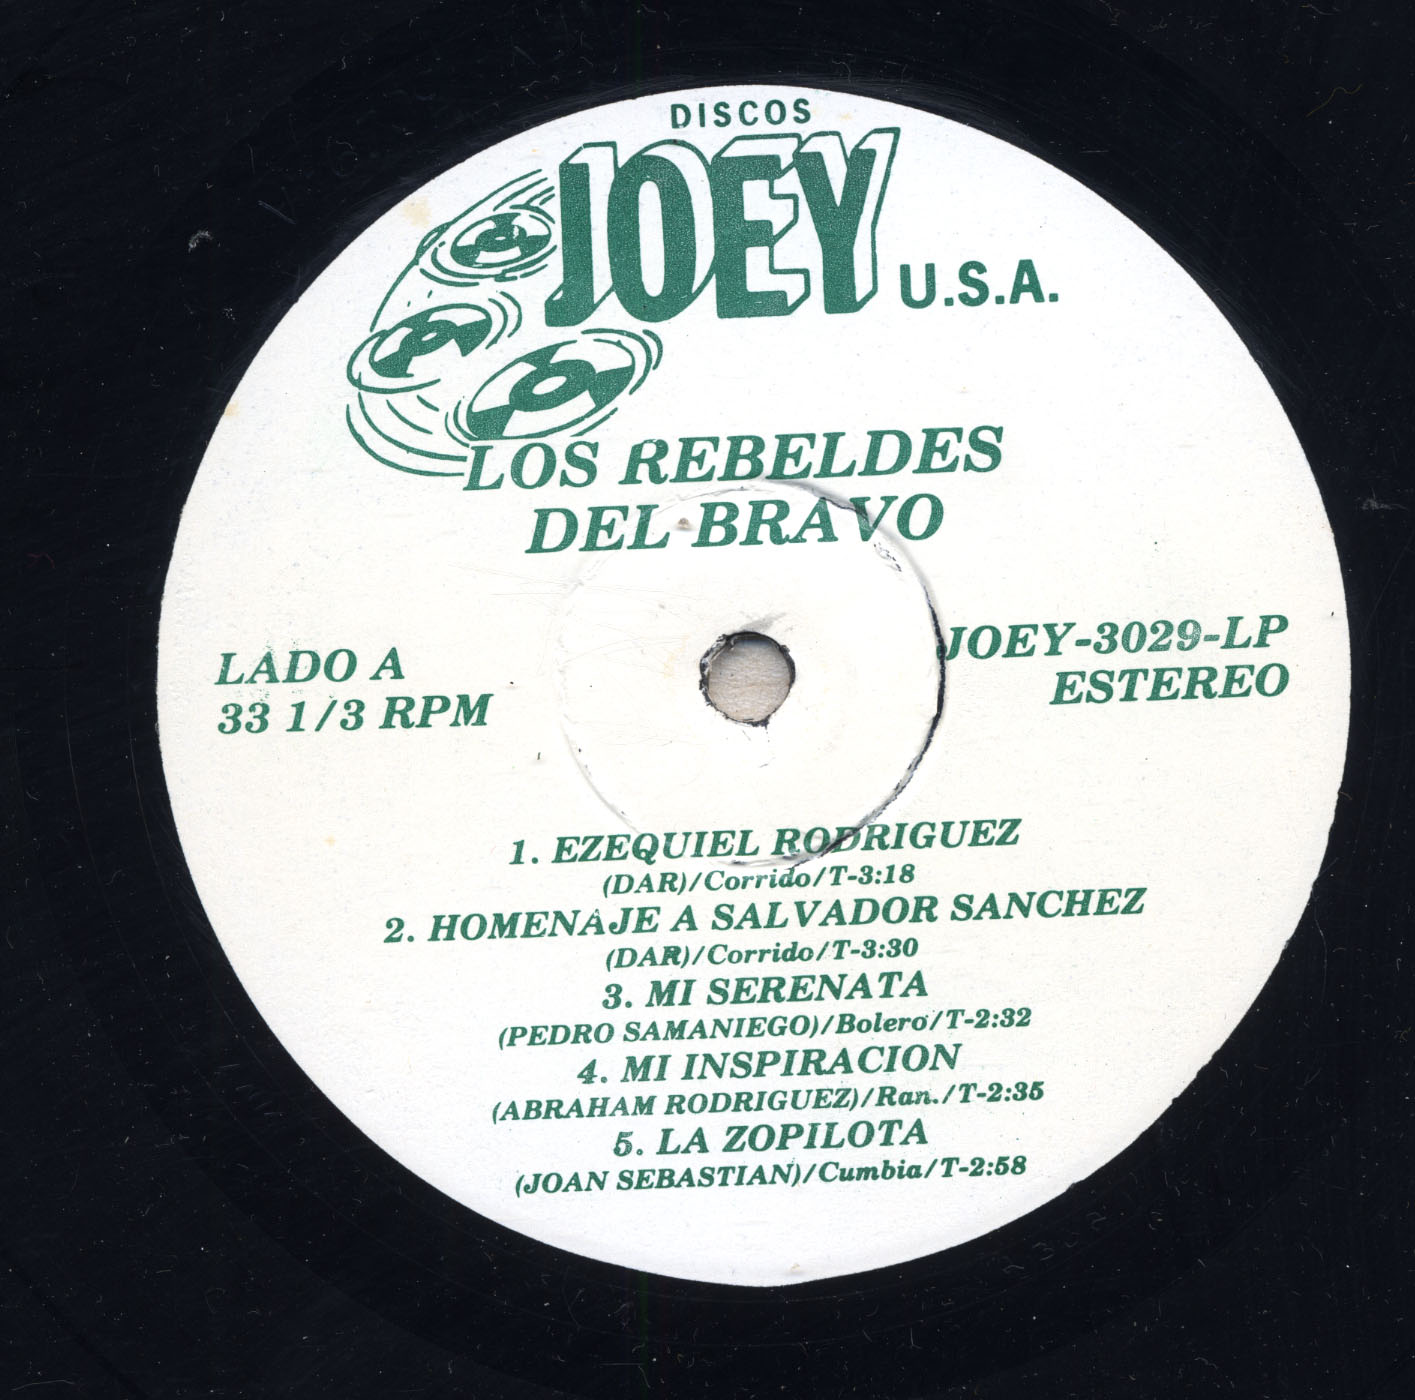 DISCOS
JOEY U.S.A.
LOS REBELDES
DEL BRAVO
LADO A
33 1/3 RPM
JOEY-3029-LP
ESTEREO
1. EZEQUIEL RODRIGUEZ
(DAR)/Corrido/T-3:18
2. HOMENAJE A SALVADOR SANCHEZ
(DAR)/Corrido/T-3:30
3. MI SERENATA
(PEDRO SAMANIEGO)/Bolero/T-2:32
4. MI INSPIRACION
(ABRAHAM RODRIGUEZ)/Ran./T-2:35
5. LA ZOPILOTA
(JOAN SEBASTIAN)/Cumbia/T-2:58